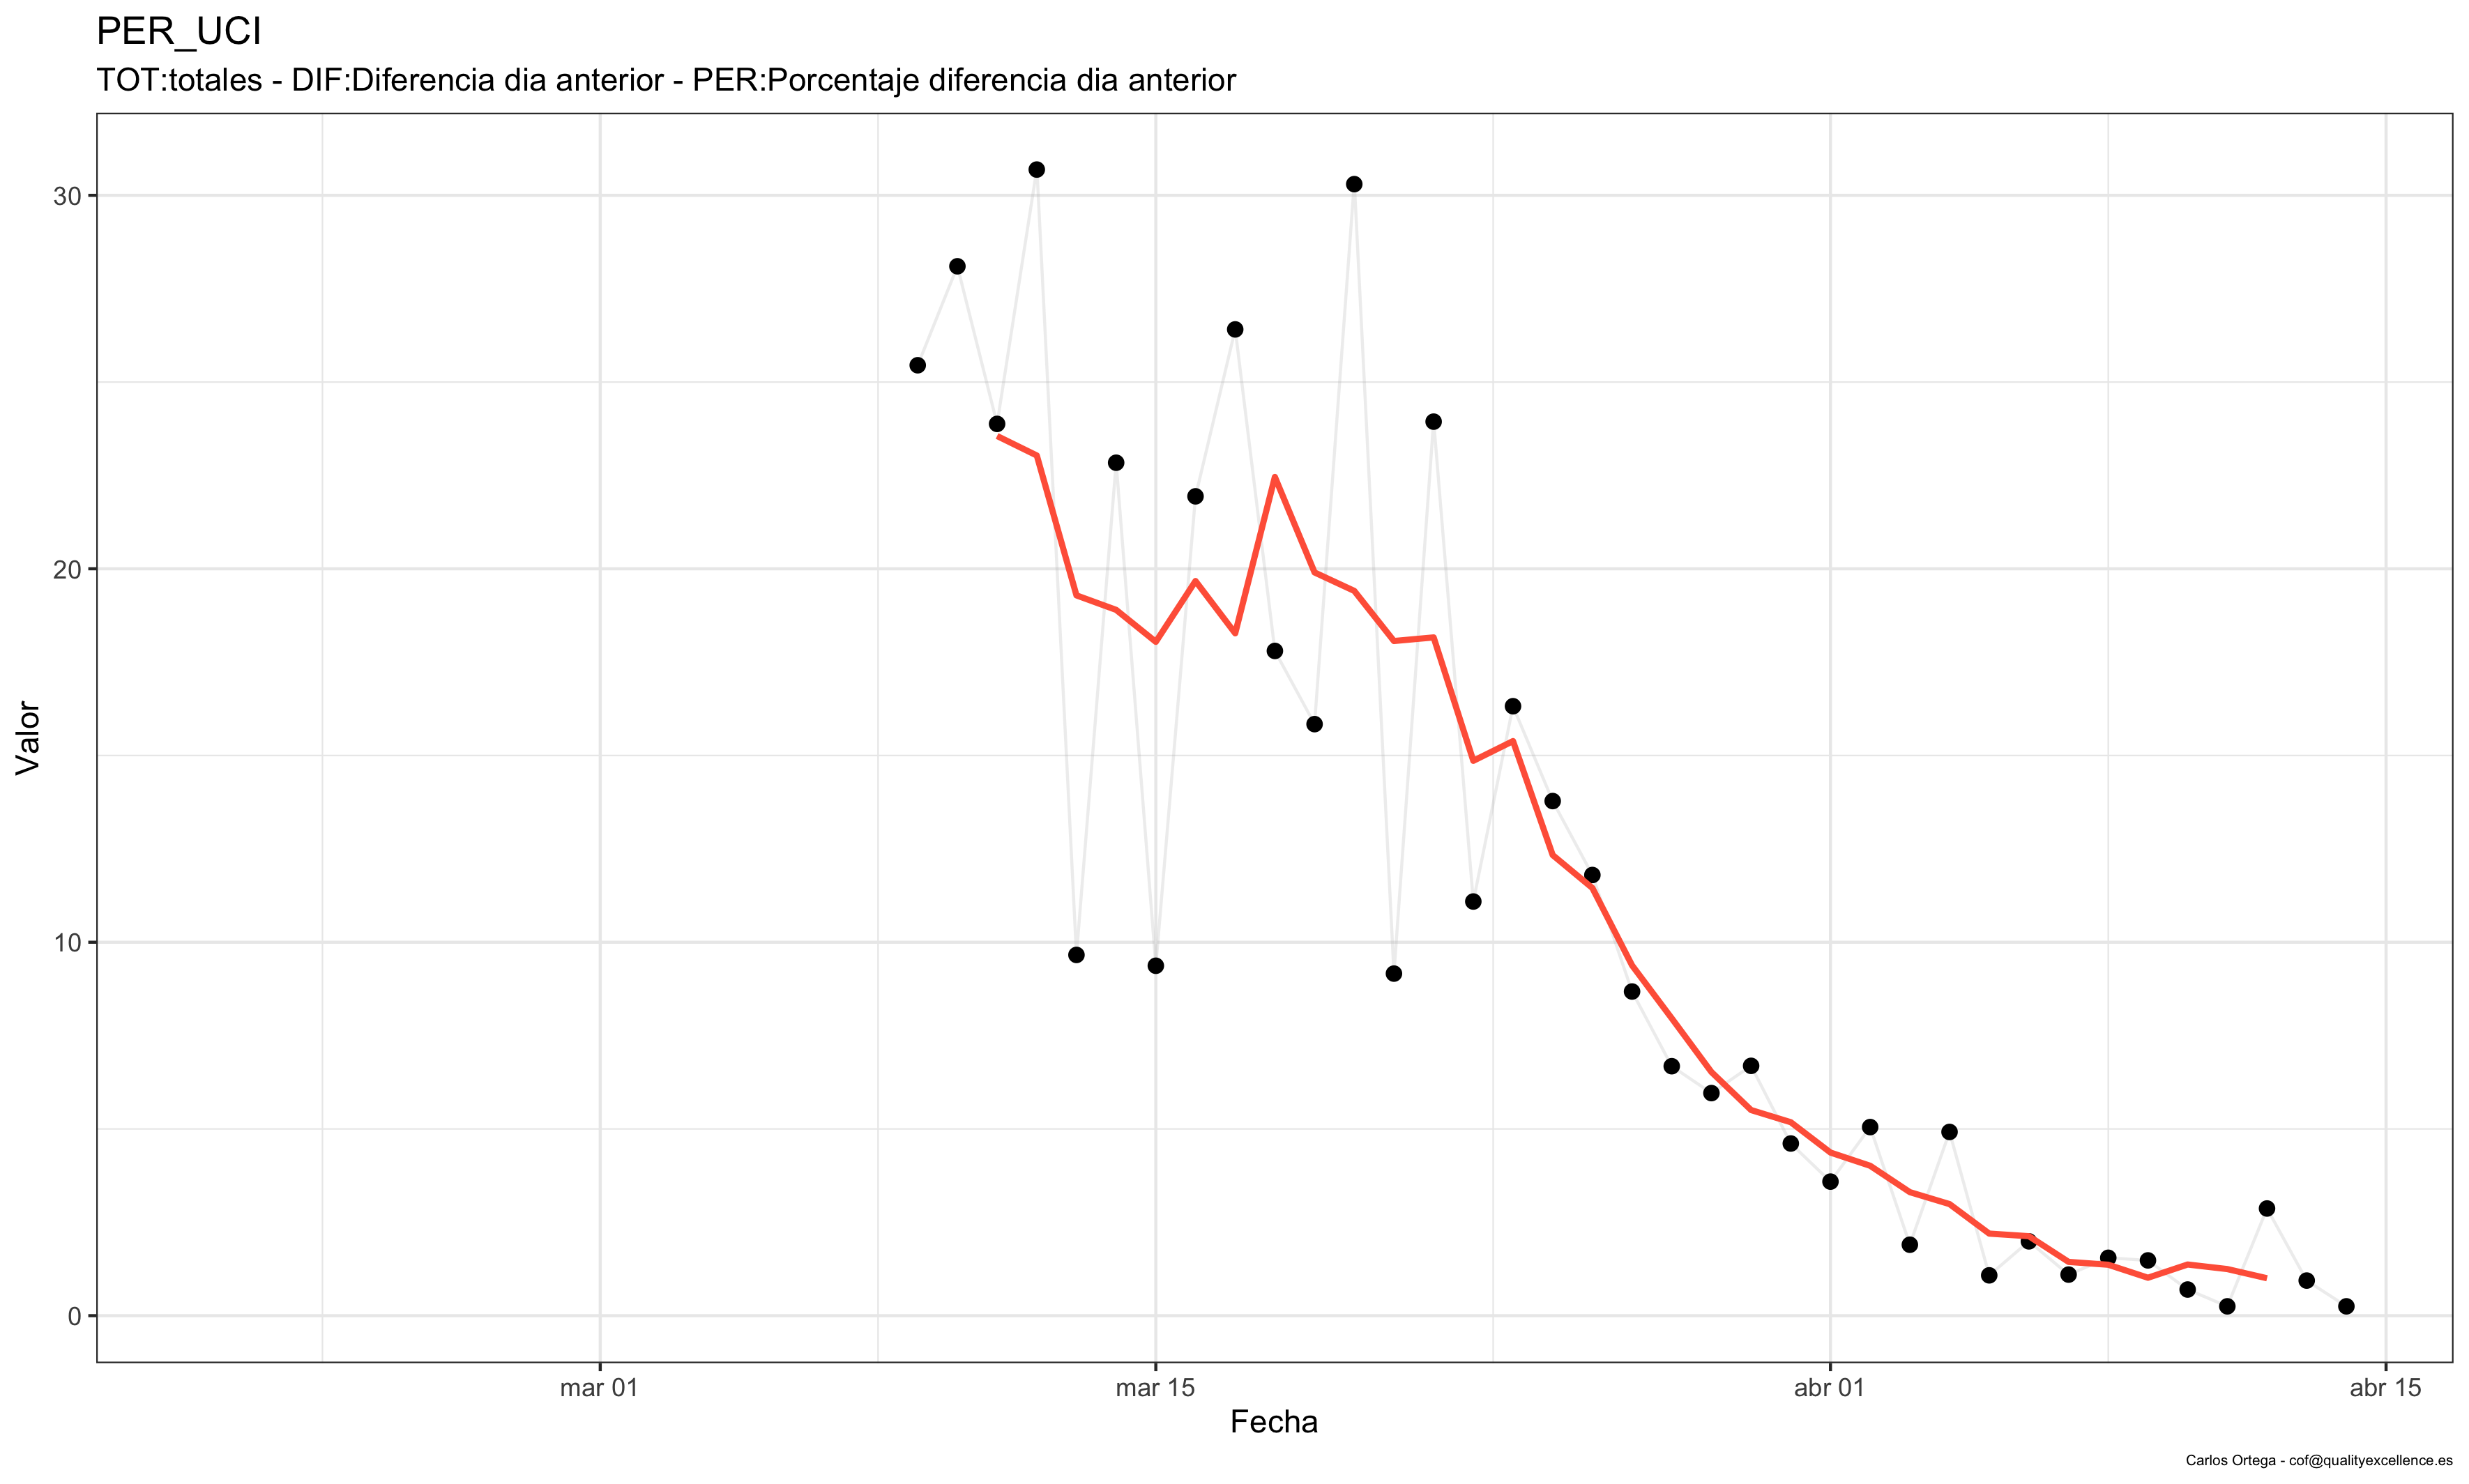 PER_UCI
TOT:totales - DIF:Diferencia dia anterior - PER:Porcentaje diferencia dia anterior
30
20
10
0
Valor
mar 01
mar 15
abr 01
abr 15
Fecha
Carlos Ortega - cof@qualityexcellence.es